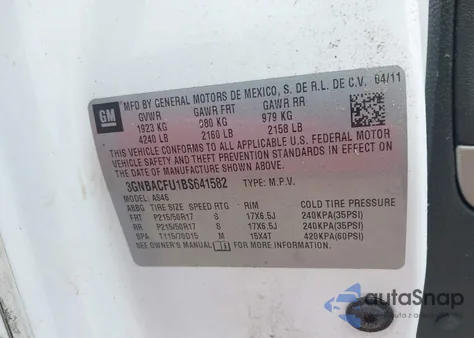 GM
MFD BY GENERAL MOTORS DE MEXICO, S. DE R.L. DE C.V. 04/11
GVWR GAWR FRT GAWR RR
1923 KG 980 KG 979 KG
4240 LB 2160 LB 2158 LB
THIS VEHICLE CONFORMS TO ALL APPLICABLE U.S. FEDERAL MOTOR
VEHICLE SAFETY, BUMPER, AND THEFT PREVENTION STANDARDS IN
EFFECT ON THE DATE OF MANUFACTURE SHOWN ABOVE.
3GNBACFU1BS641582 TYPE: M.P.V.
MODEL: AS46
TIRE SIZE SPEED RTG RIM COLD TIRE PRESSURE
FRT P215/50R17 S 17X6.5J 240KPA(35PSI)
RR P215/50R17 S 17X6.5J 240KPA(35PSI)
SPA T115/70D15 M 15X4T 420KPA(60PSI)
SEE OWNER'S MANUAL FOR ADDITIONAL INFORMATION.
autaSnap